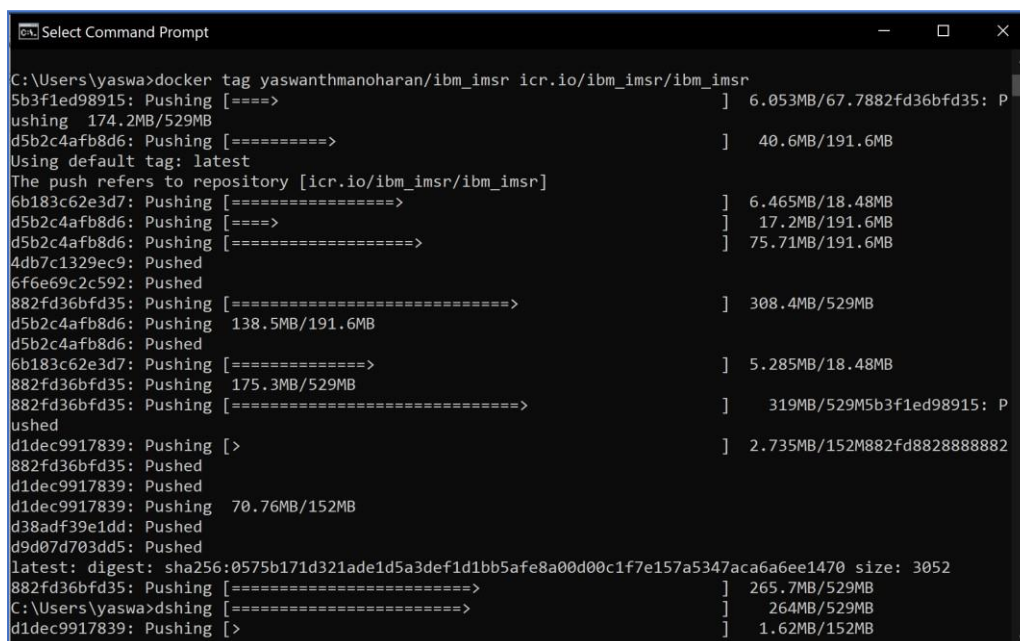 Select Command Prompt
C:\Users\yaswa>docker tag yaswanthmanoharan/ibm_imsr icr.io/ibm_imsr/ibm_imsr
5b3f1ed98915: Pushing [====>                                              ]  6.053MB/67.7882fd36bfd35: P
ushing  174.2MB/529MB
d5b2c4afb8d6: Pushing [==========>                                        ]   40.6MB/191.6MB
Using default tag: latest
The push refers to repository [icr.io/ibm_imsr/ibm_imsr]
6b183c62e3d7: Pushing [=================>                                 ]  6.465MB/18.48MB
d5b2c4afb8d6: Pushing [====>                                              ]   17.2MB/191.6MB
d5b2c4afb8d6: Pushing [===================>                               ]  75.71MB/191.6MB
4db7c1329ec9: Pushed
6f6e69c2c592: Pushed
882fd36bfd35: Pushing [=============================>                     ]  308.4MB/529MB
d5b2c4afb8d6: Pushing  138.5MB/191.6MB
d5b2c4afb8d6: Pushed
6b183c62e3d7: Pushing [==============>                                    ]  5.285MB/18.48MB
882fd36bfd35: Pushing  175.3MB/529MB
882fd36bfd35: Pushing [==============================>                    ]    319MB/529M5b3f1ed98915: P
ushed
d1dec9917839: Pushing [>                                                  ]  2.735MB/152M882fd8828888882
882fd36bfd35: Pushed
d1dec9917839: Pushed
d1dec9917839: Pushing  70.76MB/152MB
d38adf39e1dd: Pushed
d9d07d703dd5: Pushed
latest: digest: sha256:0575b171d321ade1d5a3def1d1bb5afe8a00d00c1f7e157a5347aca6a6ee1470 size: 3052
882fd36bfd35: Pushing [=========================>                         ]  265.7MB/529MB
C:\Users\yaswa>dshing [========================>                          ]    264MB/529MB
d1dec9917839: Pushing [>                                                  ]   1.62MB/152MB